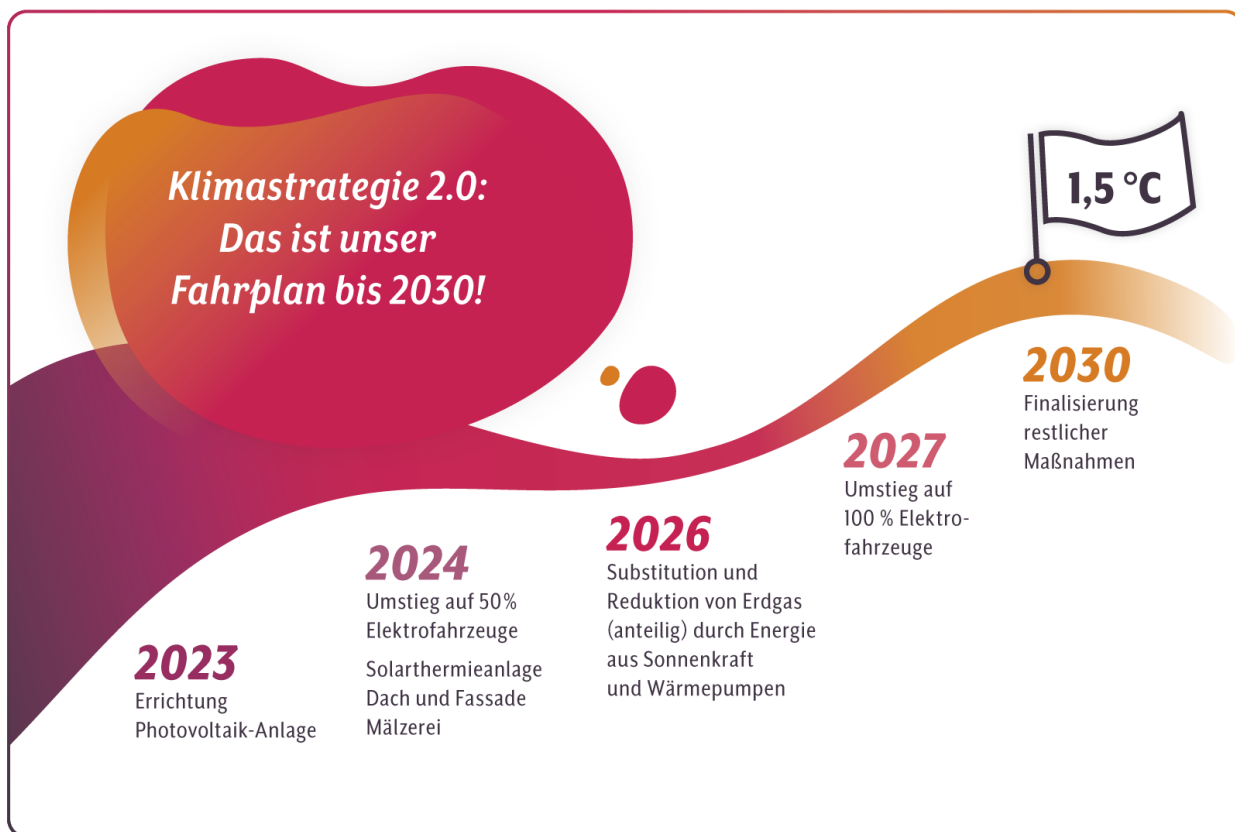 Klimastrategie 2.0:
Das ist unser
Fahrplan bis 2030!
1,5 °C
2023
Errichtung
Photovoltaik-Anlage
2024
Umstieg auf 50%
Elektrofahrzeuge
Solarthermieanlage
Dach und Fassade
Mälzerei
2026
Substitution und
Reduktion von Erdgas
(anteilig) durch Energie
aus Sonnenkraft
und Wärmepumpen
2027
Umstieg auf
100 % Elektro-
fahrzeuge
2030
Finalisierung
restlicher
Maßnahmen